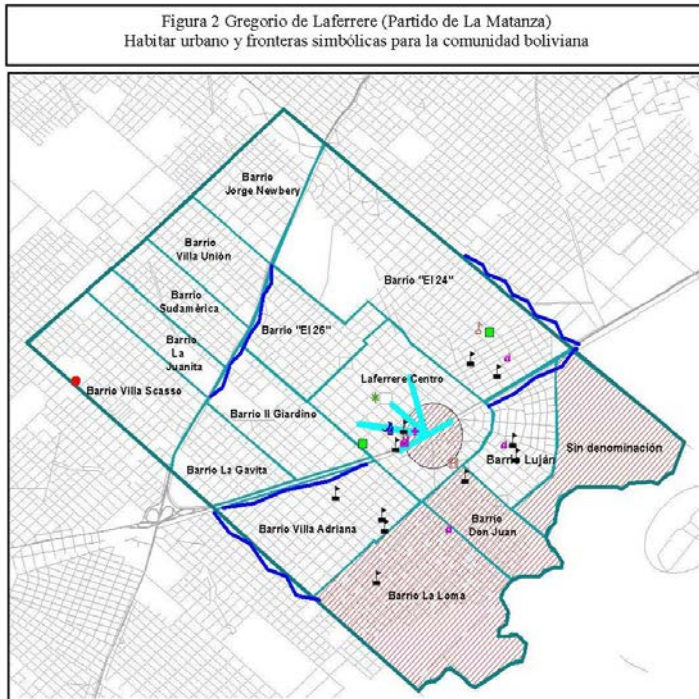 Figura 2 Gregorio de Laferrere (Partido de La Matanza)
Habitar urbano y fronteras simbólicas para la comunidad boliviana
Barrio
Jorge Newbery
Barrio
Villa Unión
Barrio "El 24"
Barrio
Sudamèrica
Barrio "El 26"
Barrio
La
Juanita
Laferrere Centro
Barrio Villa Scasso
Barrio Il Giardino
Sin denominación
Barrio Luján
Barrio La Gavita
Barrio Villa Adriana
Barrio
Don Juan
Barrio La Loma